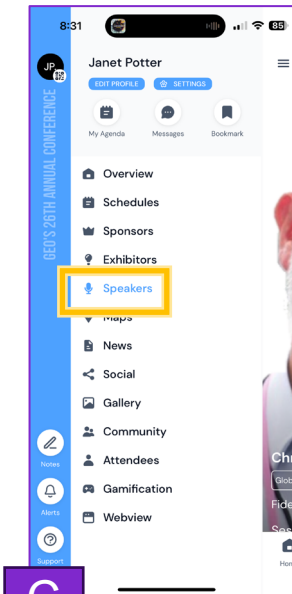 8:31
85
JP
Janet Potter
EDIT PROFILE
SETTINGS
My Agenda
Messages
Bookmark
GEO'S 26TH ANNUAL CONFERENCE
Overview
Schedules
Sponsors
Exhibitors
Speakers
Maps
News
Social
Gallery
Community
Attendees
Gamification
Webview
Notes
Alerts
Support